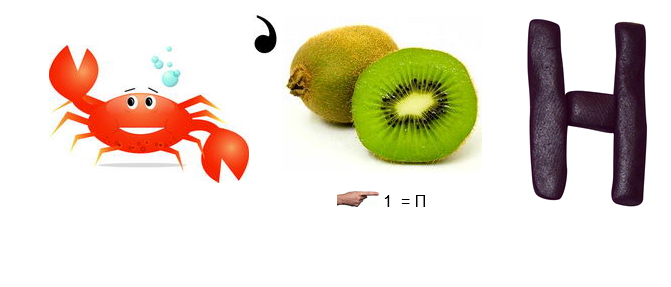 , Н
1 = П